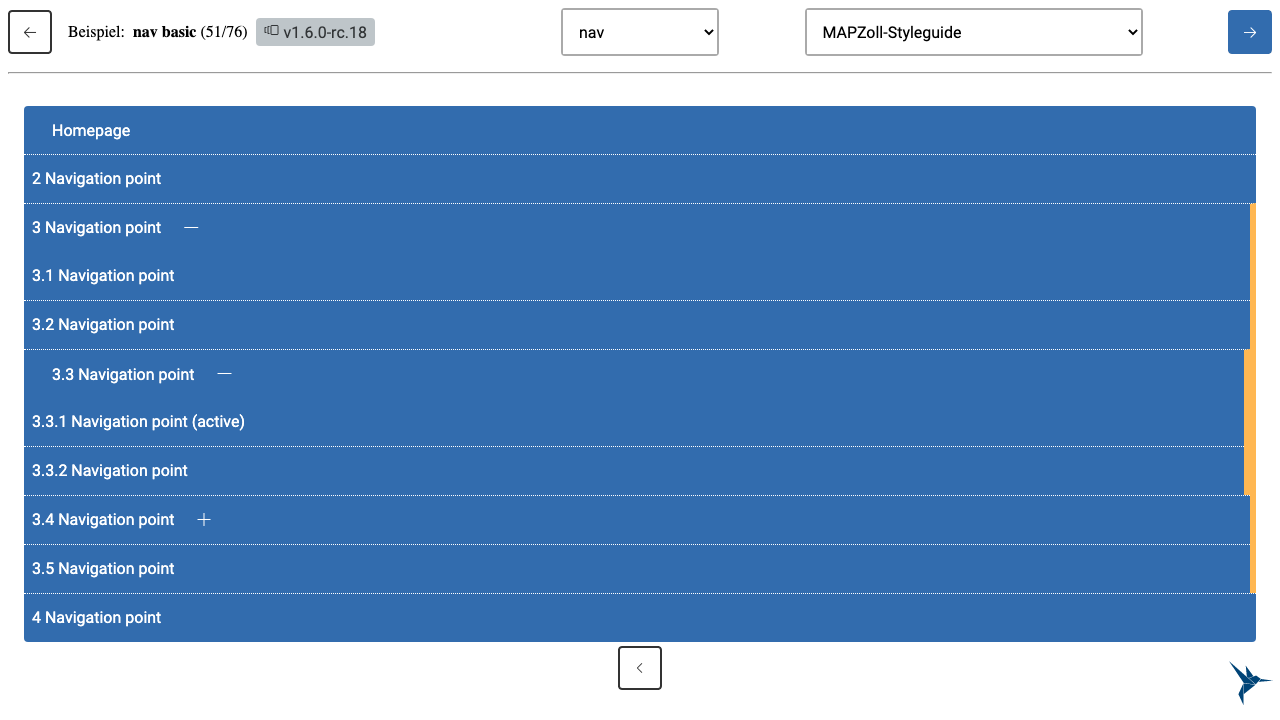 Beispiel: nav basic (51/76) v1.6.0-rc.18 nav MAPZoll-Styleguide
Homepage
2 Navigation point
3 Navigation point
3.1 Navigation point
3.2 Navigation point
3.3 Navigation point
3.3.1 Navigation point (active)
3.3.2 Navigation point
3.4 Navigation point
3.5 Navigation point
4 Navigation point